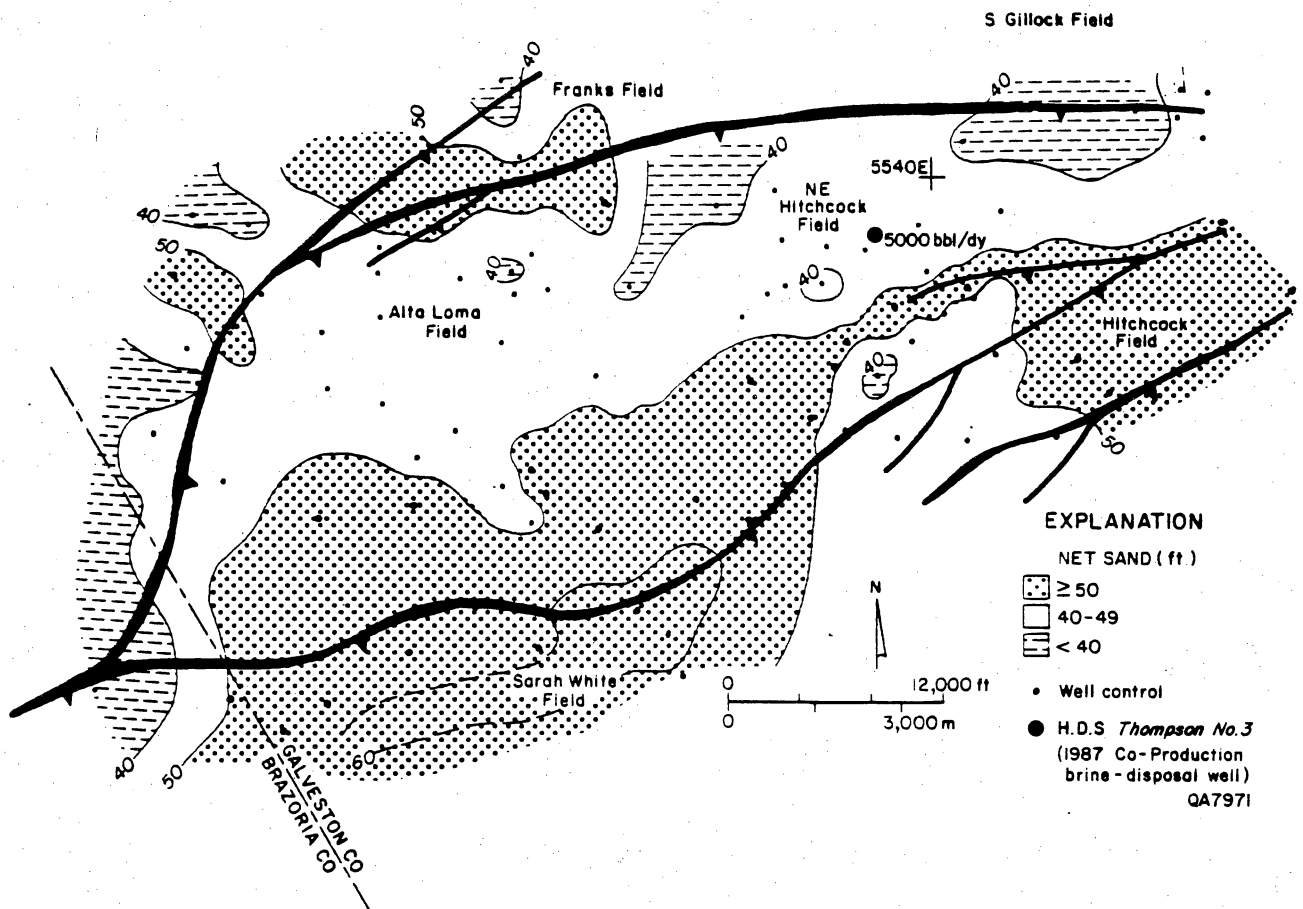 S Gillock Field
40
Franks Field
40
50
40
5540E
NE
Hitchcock
Field
5000 bbl/dy
40
50
40
40
Alta Loma
Field
Hitchcock
Field
40
50
EXPLANATION
NET SAND (ft)
≥ 50
40-49
< 40
N
0 12,000 ft
0 3,000 m
Sarah White
Field
Well control
H.D.S Thompson No.3
(1987 Co-Production
brine-disposal well)
QA7971
60
40
50
GALVESTON CO
BRAZORIA CO